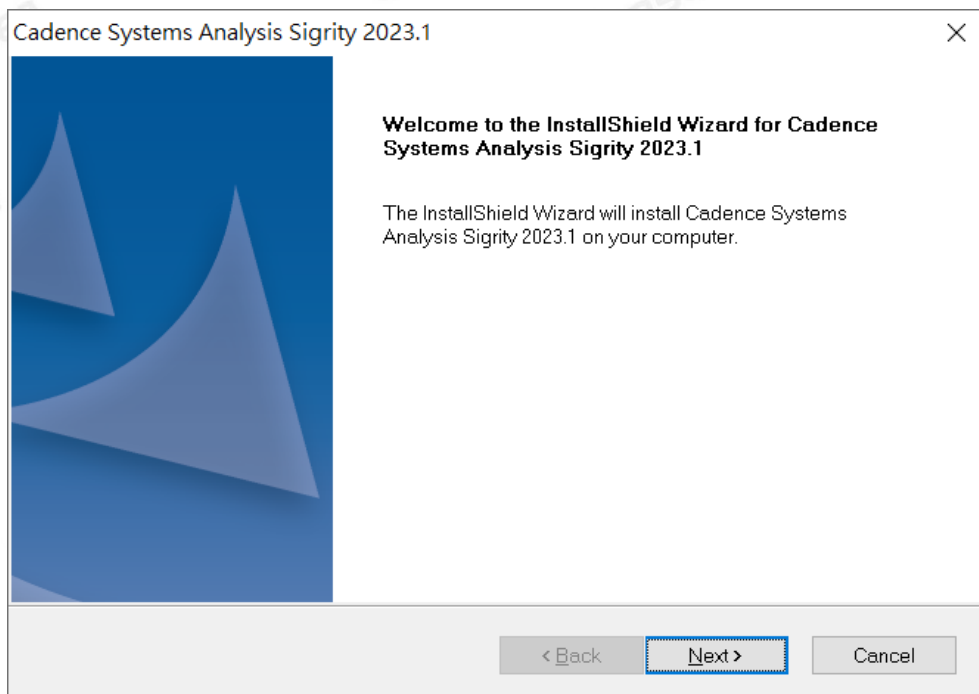 Cadence Systems Analysis Sigrity 2023.1
Welcome to the InstallShield Wizard for Cadence
Systems Analysis Sigrity 2023.1
The InstallShield Wizard will install Cadence Systems
Analysis Sigrity 2023.1 on your computer.
< Back
Next >
Cancel